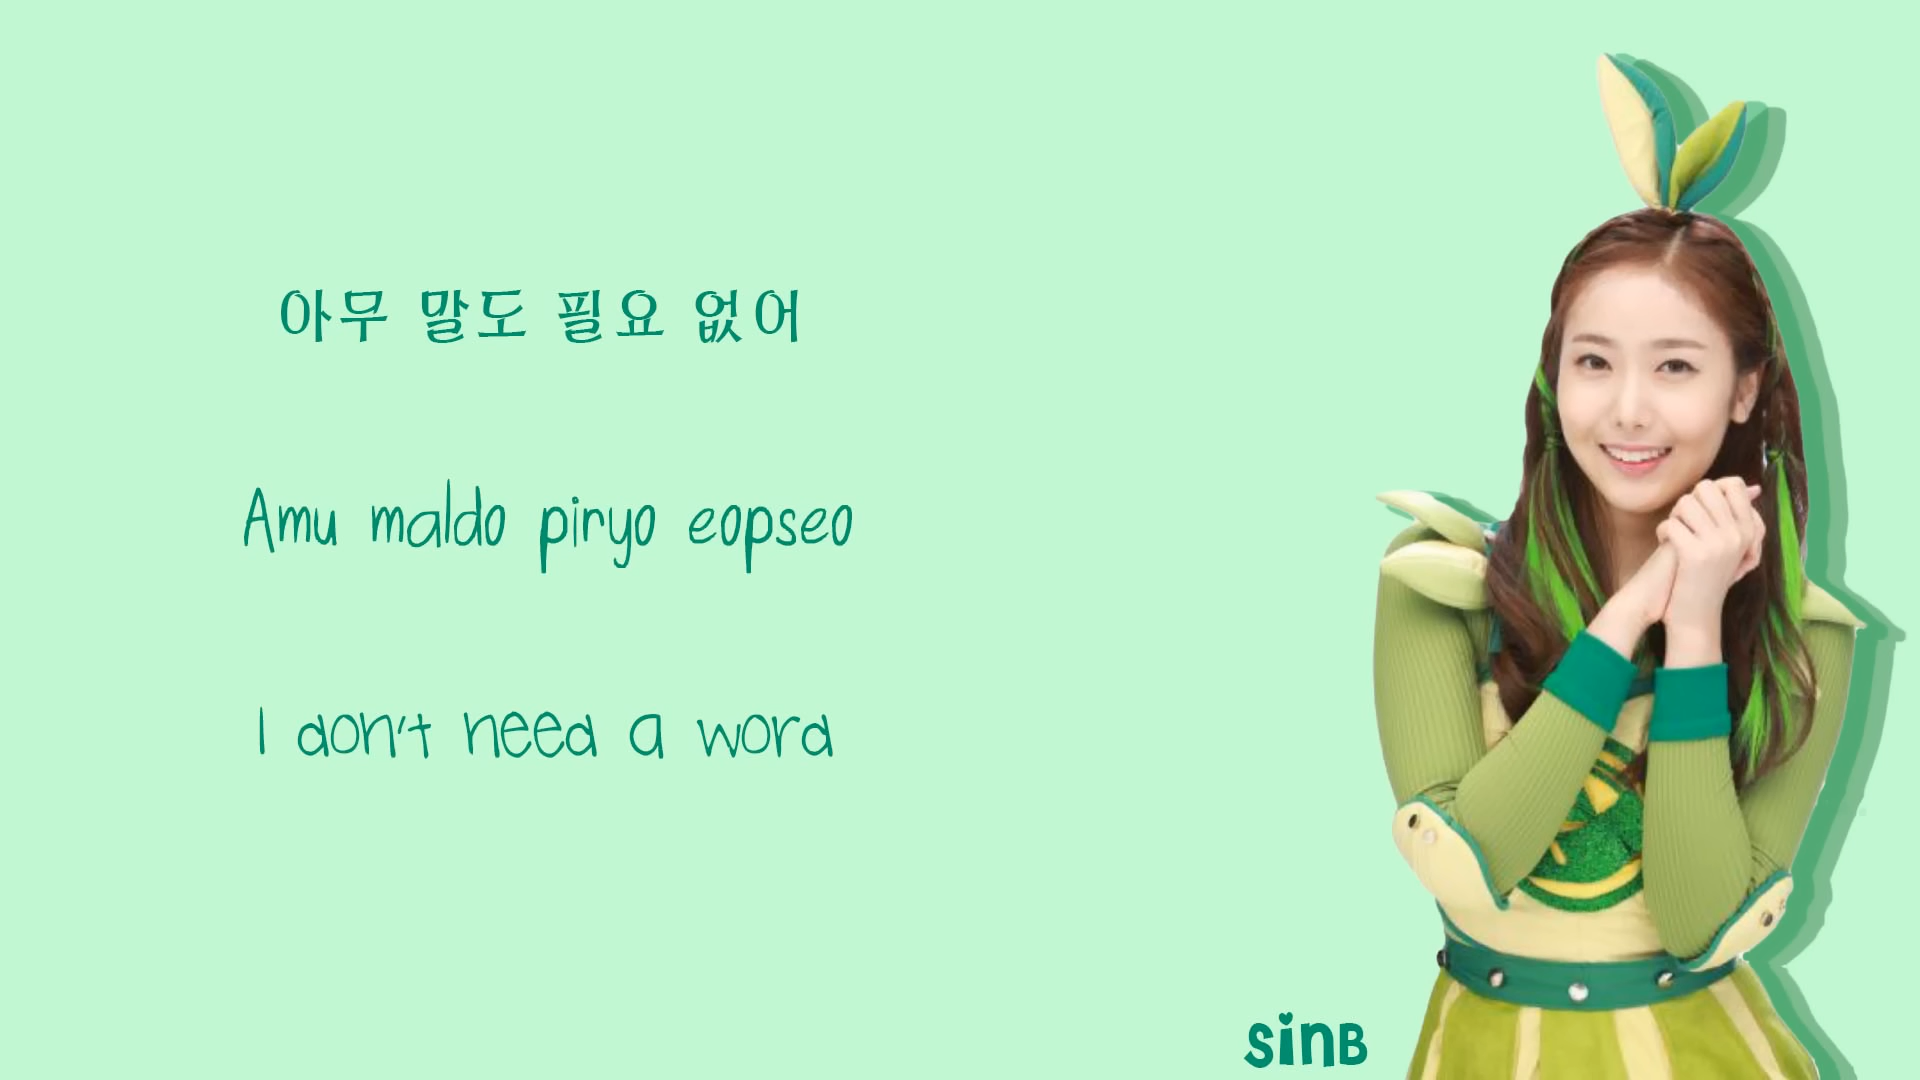 아무 말도 필요 없어
Amu maldo piryo eopseo
I don't need a word
SinB